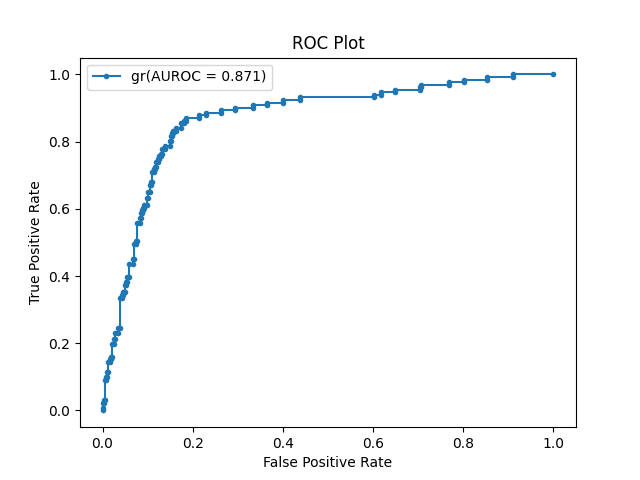 ROC Plot
gr(AUROC = 0.871)
1.0
0.8
0.6
0.4
0.2
0.0
True Positive Rate
0.0 0.2 0.4 0.6 0.8 1.0
False Positive Rate